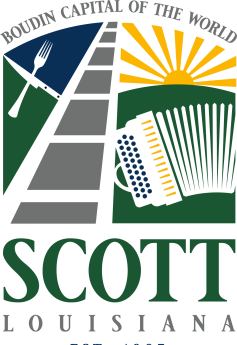 BOUDIN CAPITAL OF THE WORLD
SCOTT
LOUISIANA